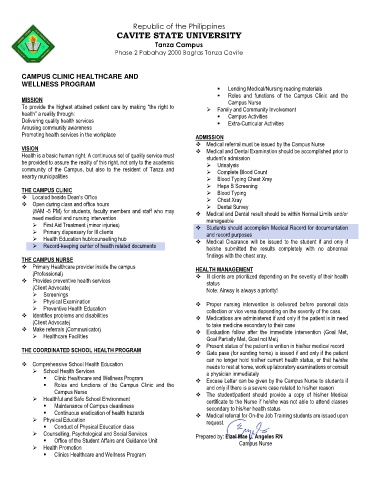 Republic of the Philippines
CAVITE STATE UNIVERSITY
Tanza Campus
Phase 2 Pabahay 2000 Bagtas Tanza Cavite
CAMPUS CLINIC HEALTHCARE AND
WELLNESS PROGRAM
MISSION
To provide the highest attained patient care by making "the right to
health" a reality through:
Delivering quality health services
Arousing community awareness
Promoting health services in the workplace
VISION
Health is a basic human right. A continuous set of quality service must
be provided to assure the reality of this right, not only to the academic
community of the Campus, but also to the resident of Tanza and
nearby municipalities
THE CAMPUS CLINIC
❖ Located beside Dean's Office
❖ Open during class and office hours
(8AM -5 PM) for students, faculty members and staff who may
need medical and nursing intervention
➢ First Aid Treatment (minor injuries)
➢ Primary dispensary for ill clients
➢ Health Education hub/counseling hub
➢ Record-keeping center of health related documents
THE CAMPUS NURSE
❖ Primary Healthcare provider inside the campus
(Professional)
❖ Provides preventive health services
(Client Advocate)
➢ Screenings
➢ Physical Examination
➢ Preventive Health Education
❖ Identifies problems and disabilities
(Client Advocate)
❖ Make referrals (Communicator)
➢ Healthcare Facilities
THE COORDINATED SCHOOL HEALTH PROGRAM
❖ Comprehensive School Health Education
➢ School Health Services
▪ Clinic Healthcare and Wellness Program
▪ Roles and functions of the Campus Clinic and the
Campus Nurse
➢ Healthful and Safe School Environment
▪ Maintenance of Campus cleanliness
▪ Continuous eradication of health hazards
➢ Physical Education
▪ Conduct of Physical Education class
➢ Counselling, Psychological and Social Services
▪ Office of the Student Affairs and Guidance Unit
➢ Health Promotion
▪ Clinics Healthcare and Wellness Program
▪ Lending Medical/Nursing reading materials
▪ Roles and functions of the Campus Clinic and the
Campus Nurse
➢ Family and Community Involvement
▪ Campus Activities
▪ Extra-Curricular Activities
ADMISSION
❖ Medical referral must be issued by the Campus Nurse
❖ Medical and Dental Examination should be accomplished prior to
student's admission
➢ Urinalysis
➢ Complete Blood Count
➢ Blood Typing Chest Xray
➢ Hepa B Screening
➢ Blood Typing
➢ Chest Xray
➢ Dental Survey
❖ Medical and Dental result should be within Normal Limits and/or
manageable
❖ Students should accomplish Medical Record for documentation
and record purposes
❖ Medical Clearance will be issued to the student if and only if
he/she submitted the results completely with no abnormal
findings with the chest xray.
HEALTH MANAGEMENT
❖ Ill clients are prioritized depending on the severity of their health
status
Note: Airway is always a priority!
❖ Proper nursing intervention is delivered before personal data
collection or vice versa depending on the severity of the case
❖ Medications are administered if and only if the patient is in need
to take medicine secondary to their case
❖ Evaluation follow after the immediate intervention (Goal Met,
Goal Partially Met, Goal not Met).
❖ Present status of the patient is written in his/her medical record
❖ Gate pass (for sending home) is issued if and only if the patient
can no longer hold his/her current health status, or that he/she
needs to rest at home, work up laboratory examinations or consult
a physician immediately
❖ Excuse Letter can be given by the Campus Nurse to students if
and only if there is a severe case related to his/her reason
❖ The student/patient should provide a copy of his/her Medical
certificate to the Nurse if he/she was not able to attend classes
secondary to his/her health status
❖ Medical referral for On-the Job Training students are issued upon
request.
Prepared by: Elzel Mae L. Angeles RN
Campus Nurse